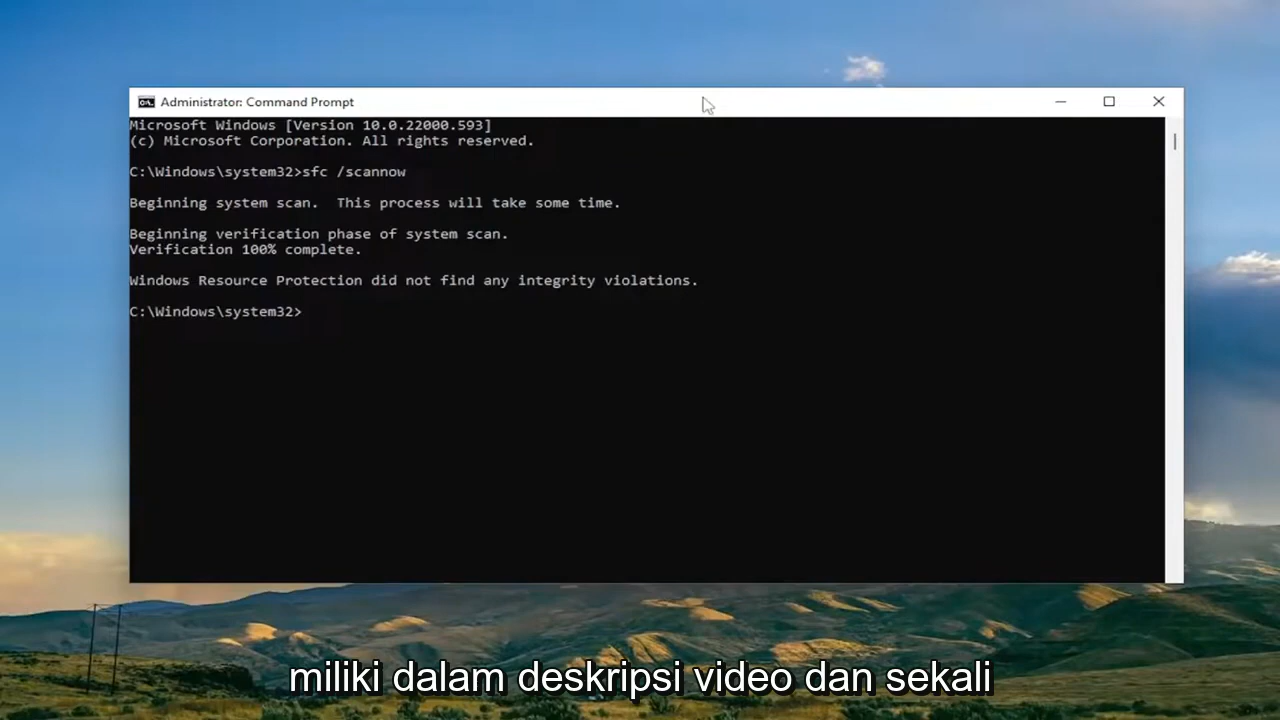 Administrator: Command Prompt
Microsoft Windows [Version 10.0.22000.593]
(c) Microsoft Corporation. All rights reserved.
C:\Windows\system32>sfc /scannow
Beginning system scan.  This process will take some time.
Beginning verification phase of system scan.
Verification 100% complete.
Windows Resource Protection did not find any integrity violations.
C:\Windows\system32>
miliki dalam deskripsi video dan sekali